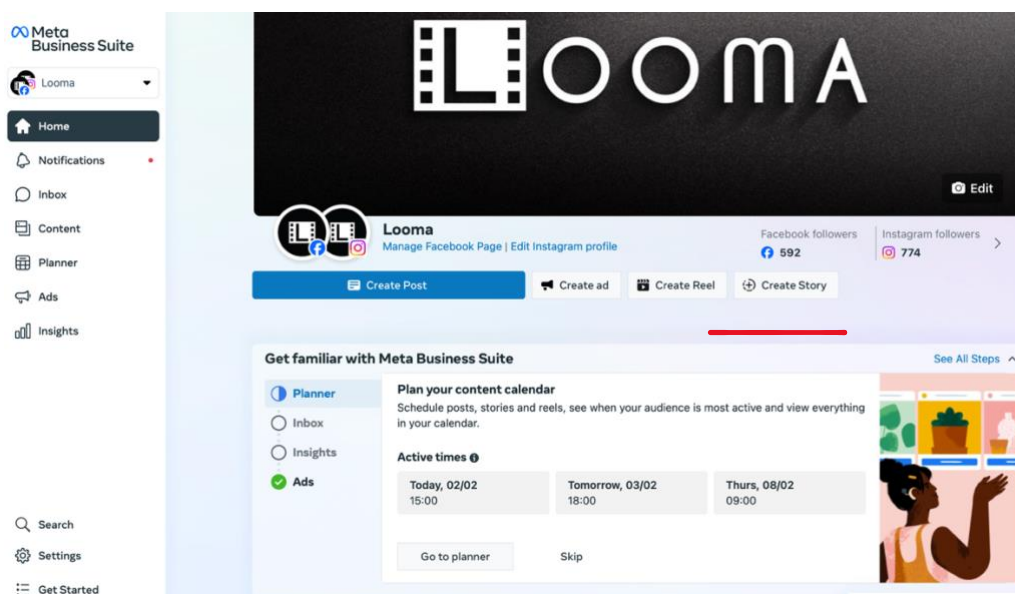 Meta
Business Suite
Looma
Home
Notifications
Inbox
Content
Planner
Ads
Insights
Search
Settings
Get Started
LOOMA
Edit
Looma
Manage Facebook Page | Edit Instagram profile
Facebook followers
592
Instagram followers
774
Create Post
Create ad
Create Reel
Create Story
Get familiar with Meta Business Suite
See All Steps
Planner
Inbox
Insights
Ads
Plan your content calendar
Schedule posts, stories and reels, see when your audience is most active and view everything
in your calendar.
Active times
Today, 02/02
15:00
Tomorrow, 03/02
18:00
Thurs, 08/02
09:00
Go to planner
Skip